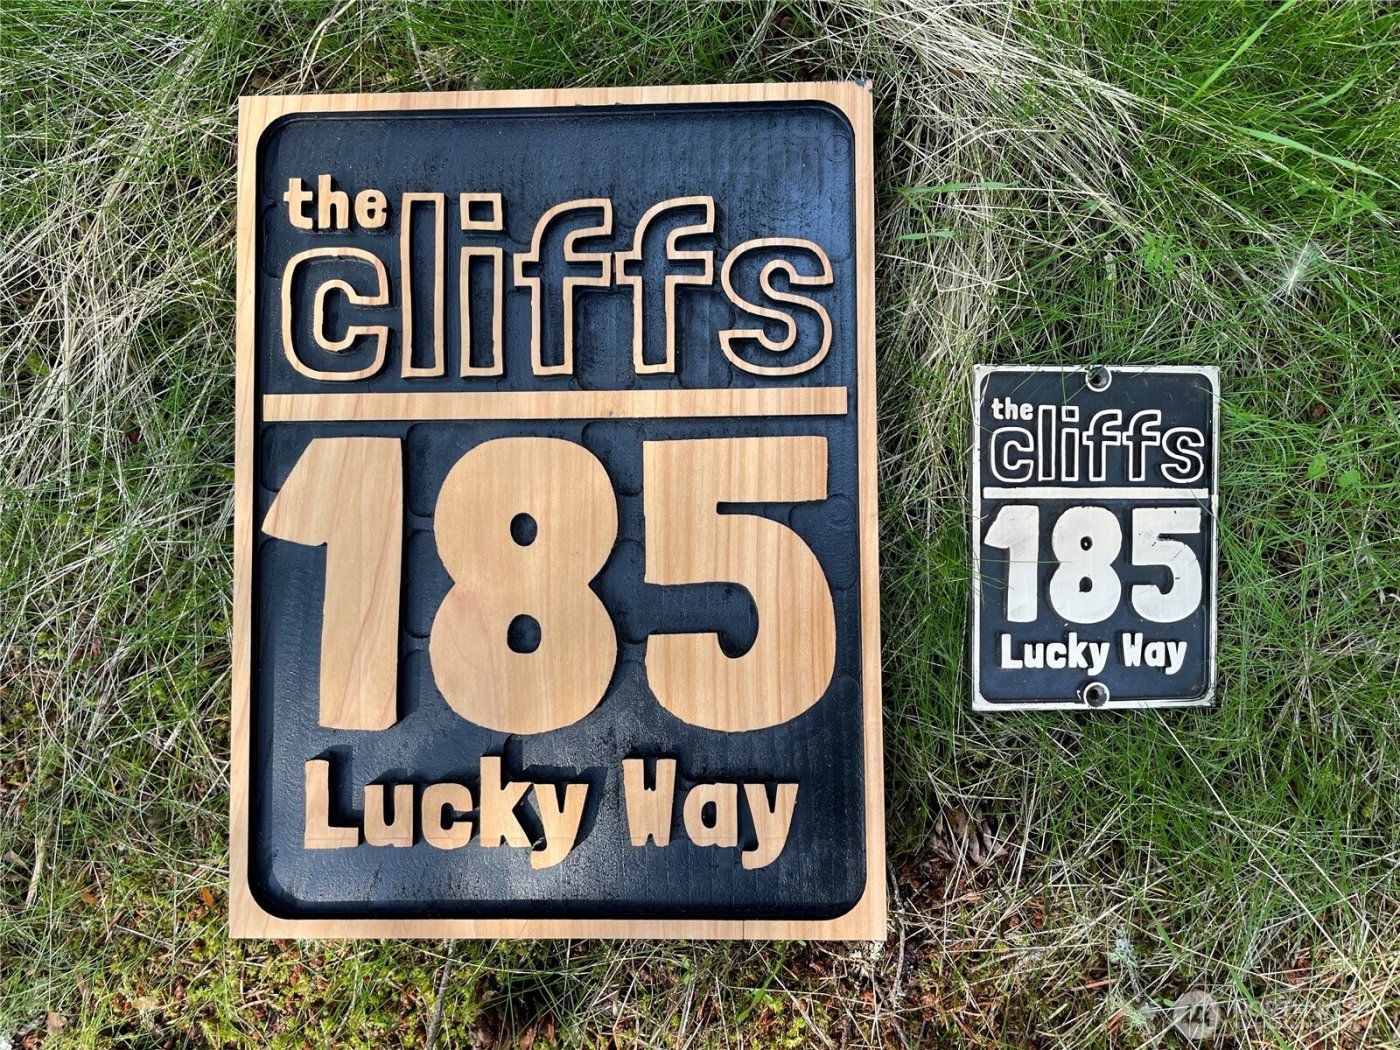 the
cliffs
185
Lucky Way
the
cliffs
185
Lucky Way